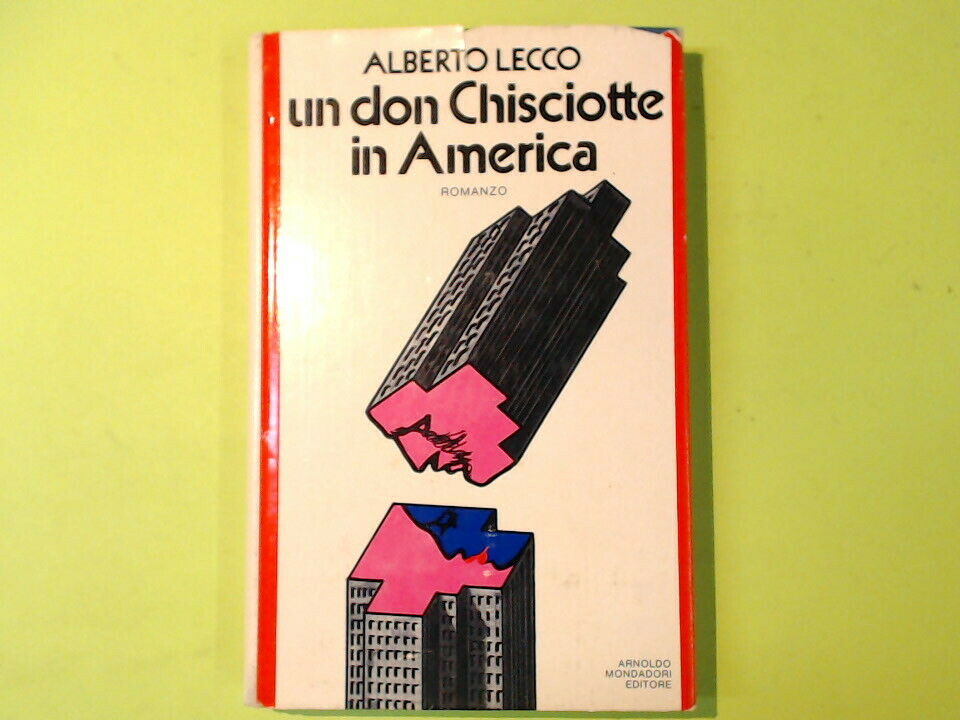 ALBERTO LECCO
un don Chisciotte
in America
ROMANZO
ARNOLDO
MONDADORI
EDITORE